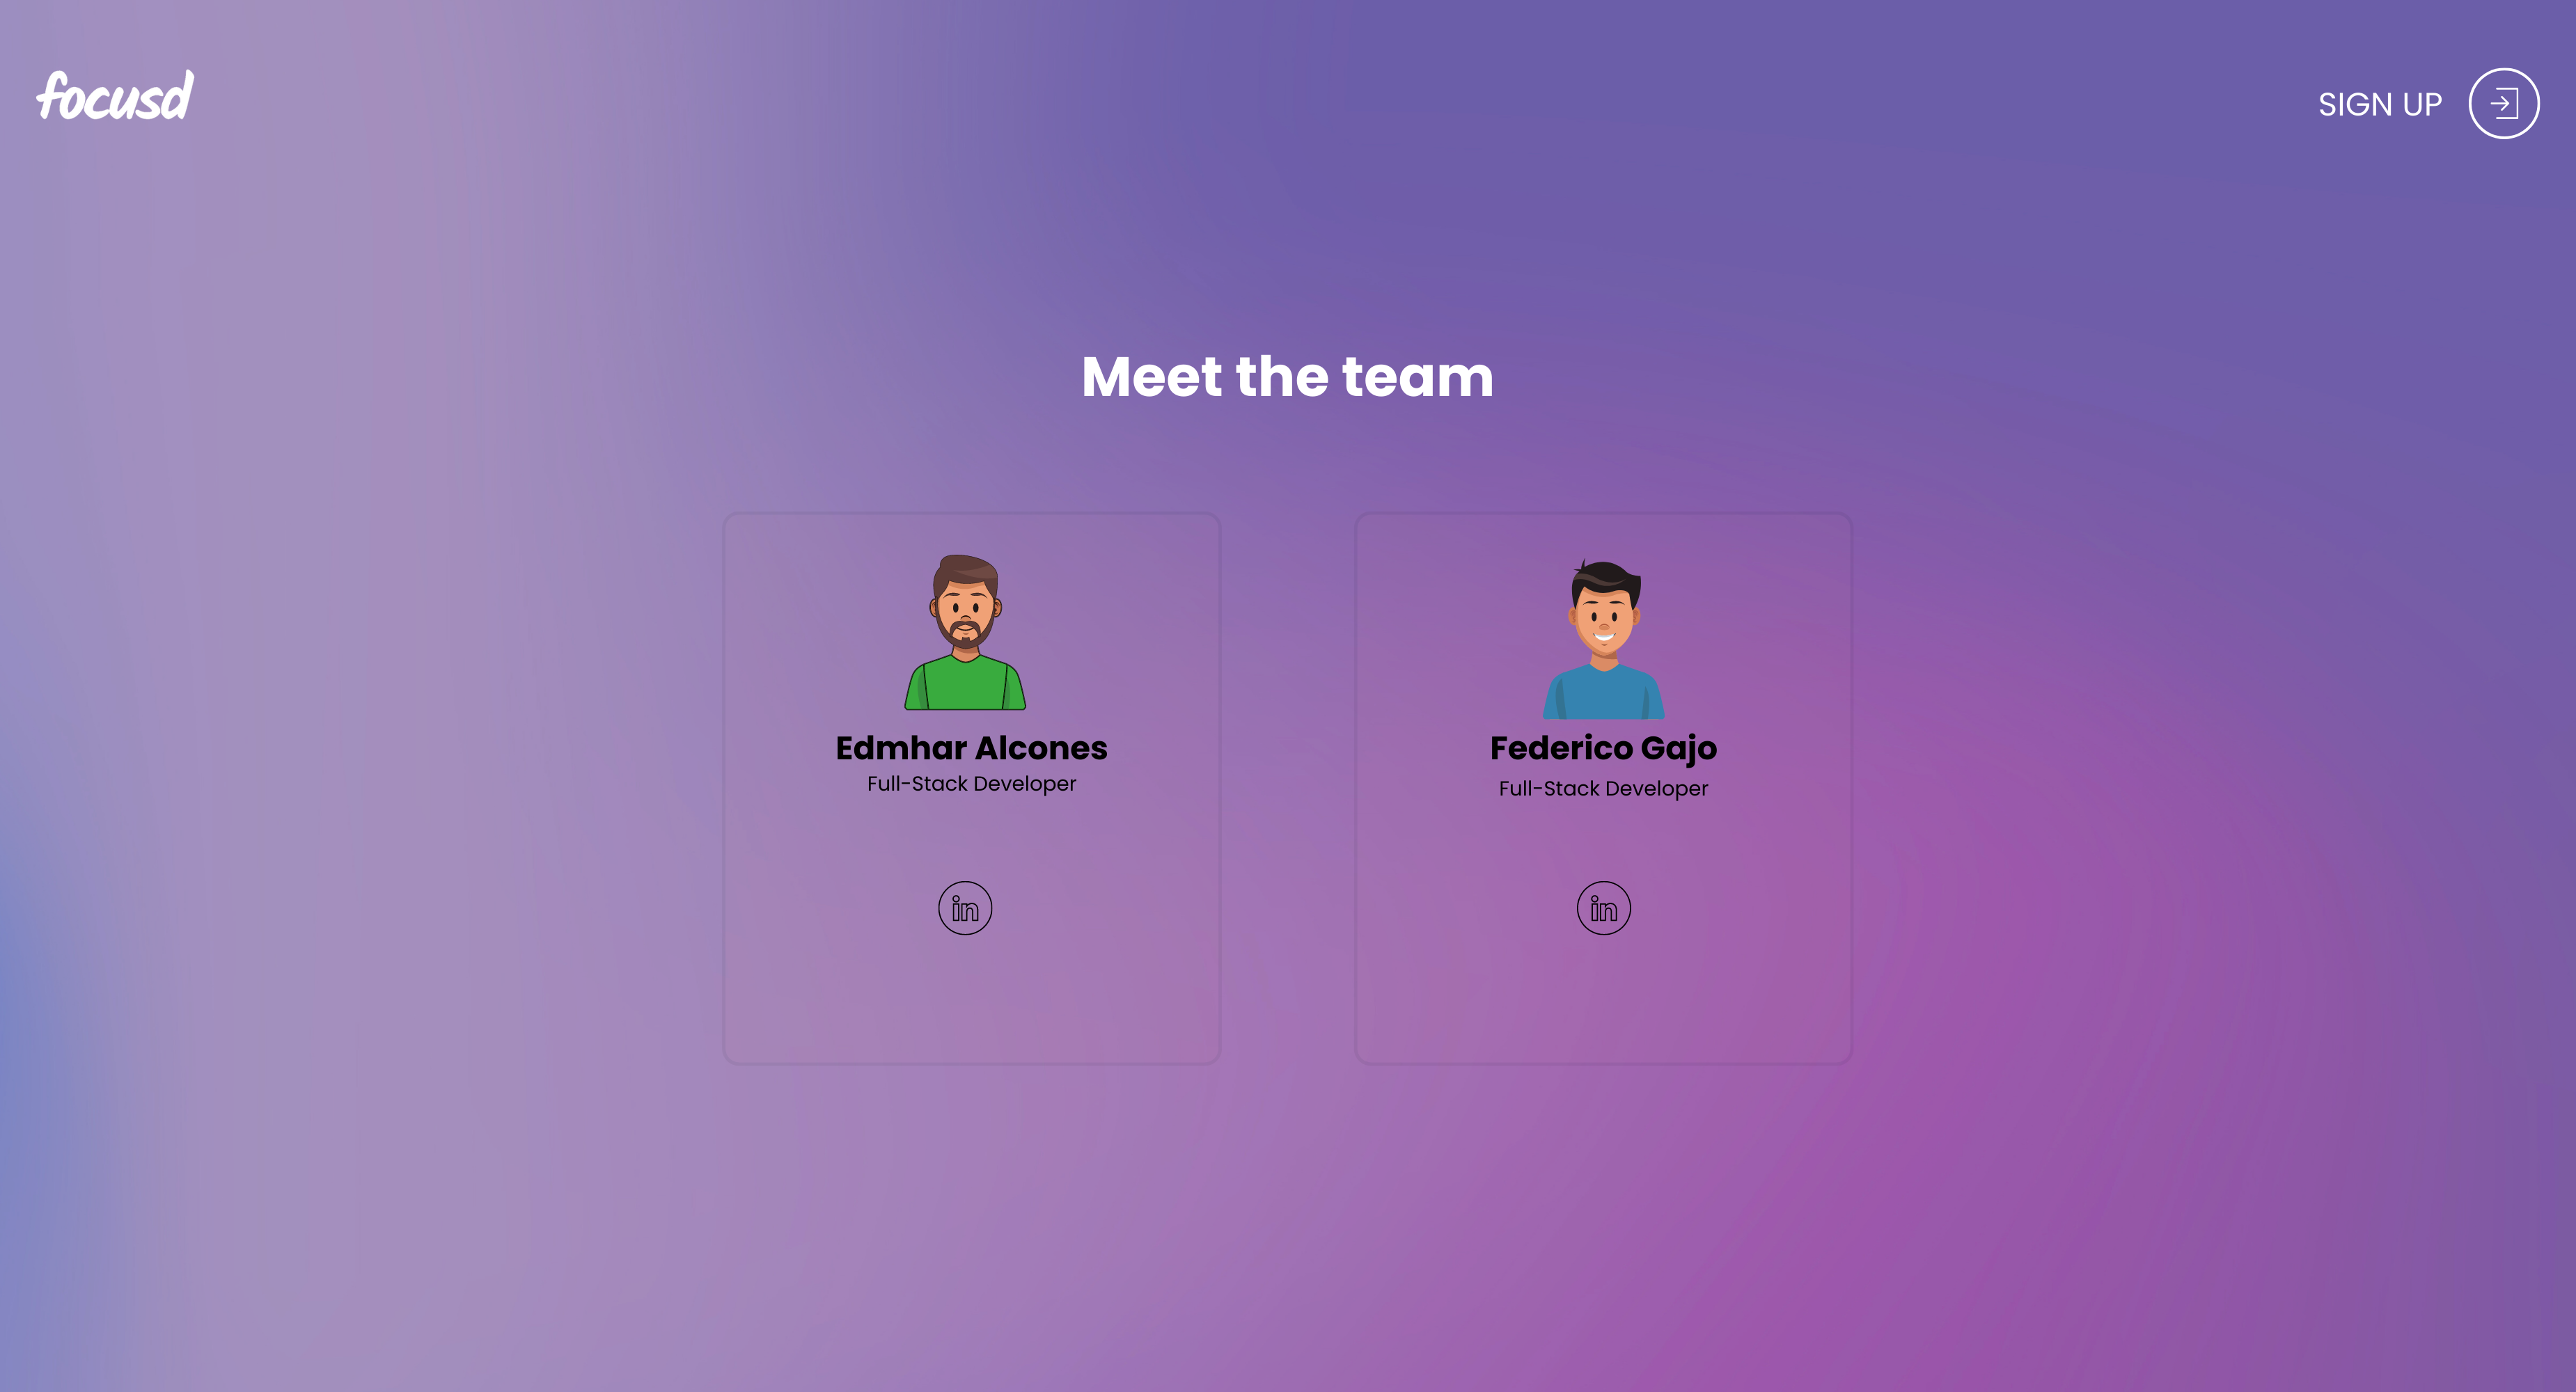 focusd
SIGN UP
Meet the team
Edmhar Alcones
Full-Stack Developer
in
Federico Gajo
Full-Stack Developer
in